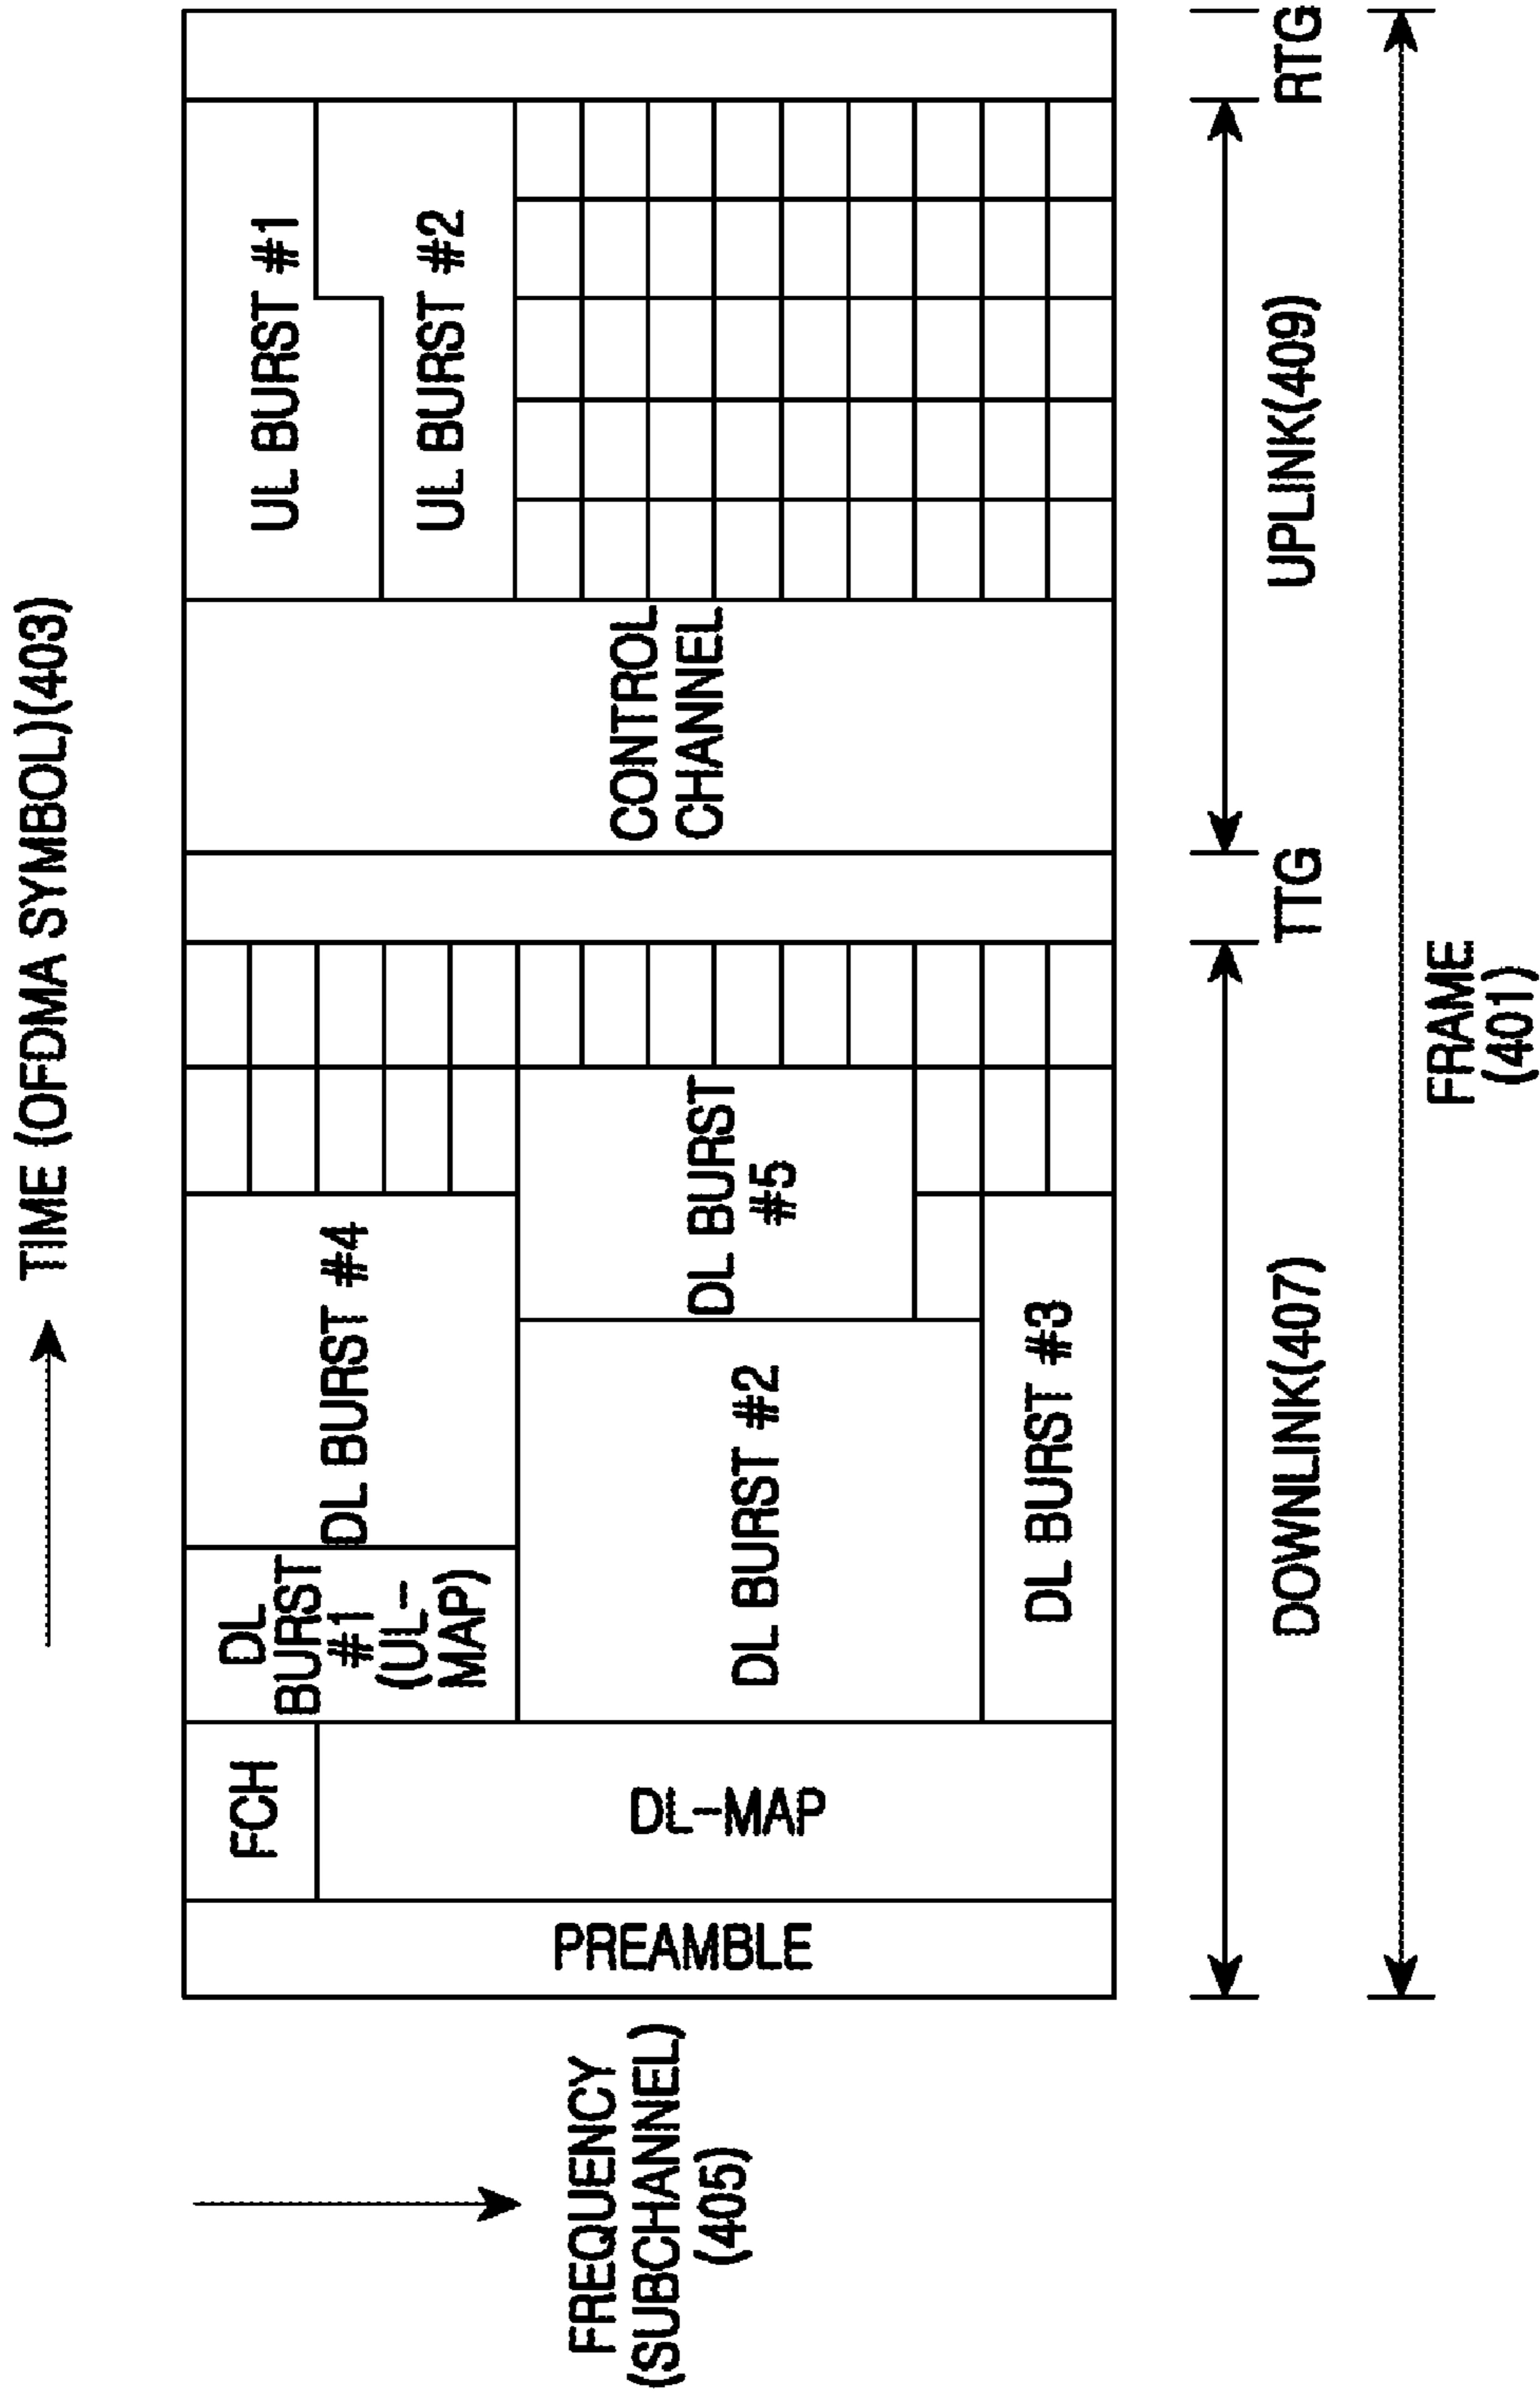 TIME (OFDMA SYMBOL)(403)
FREQUENCY
(SUBCHANNEL)
(405)
PREAMBLE
FCH
DL-MAP
DL
BURST
#1
(UL-
MAP)
DL BURST #4
DL BURST #2
DL BURST
#5
DL BURST #3
CONTROL
CHANNEL
UL BURST #1
UL BURST #2
DOWNLINK(407)
TTG
UPLINK(409)
RTG
FRAME
(401)